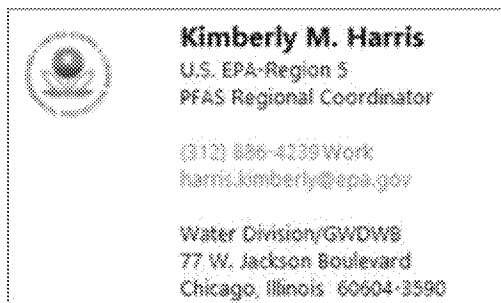 Kimberly M. Harris
U.S. EPA-Region 5
PFAS Regional Coordinator
(312) 886-4239 Work
harris.kimberly@epa.gov
Water Division/GWDWB
77 W. Jackson Boulevard
Chicago, Illinois 60604-3590